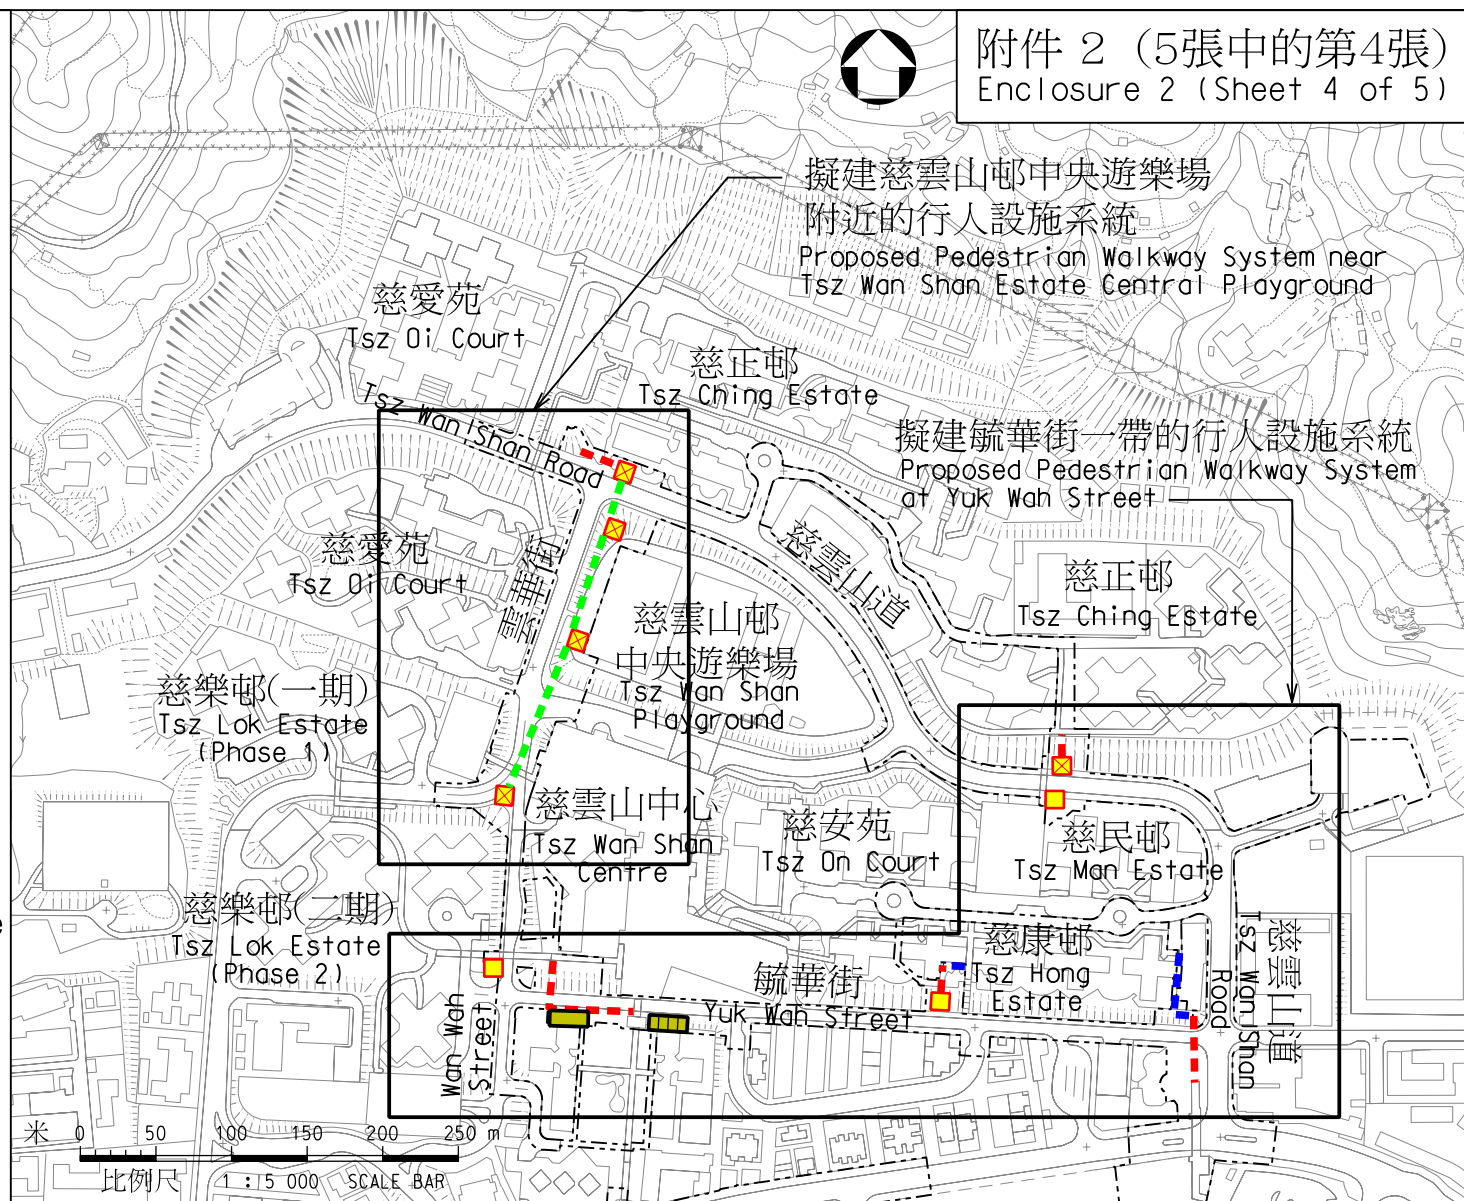 附件 2 (5張中的第4張)
Enclosure 2 (Sheet 4 of 5)
擬建慈雲山邨中央遊樂場
附近的行人設施系統
Proposed Pedestrian Walkway System near
Tsz Wan Shan Estate Central Playground
慈愛苑
Tsz Oi Court
慈正邨
Tsz Ching Estate
Tsz Wan Shan Road
擬建毓華街一帶的行人設施系統
Proposed Pedestrian Walkway System
at Yuk Wah Street
慈愛苑
Tsz Oi Court
雲華街
慈雲山道
慈正邨
Tsz Ching Estate
慈雲山邨
中央遊樂場
Tsz Wan Shan
Playground
慈樂邨(一期)
Tsz Lok Estate
(Phase 1)
慈雲山中心
Tsz Wan Shan
Centre
慈安苑
Tsz On Court
慈民邨
Tsz Man Estate
慈樂邨(二期)
Tsz Lok Estate
(Phase 2)
慈康邨
Tsz Hong
Estate
毓華街
Yuk Wah Street
Wan Wah
Street
Tsz Wan Shan
Road
慈雲山道
米 0 50 100 150 200 250 m
比例尺 1 : 5 000 SCALE BAR